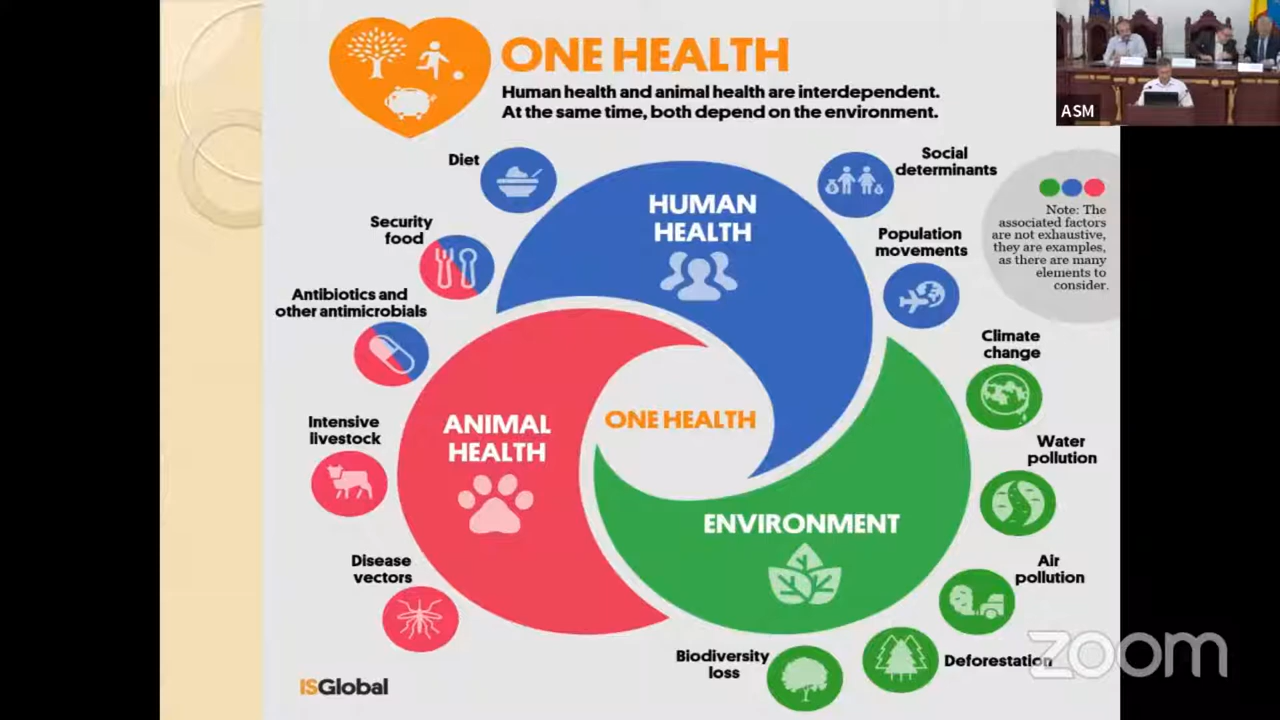 ONE HEALTH
Human health and animal health are interdependent.
At the same time, both depend on the environment.
ASM
Diet
Social
determinants
HUMAN
HEALTH
Security
food
Population
movements
Note: The
associated factors
are not exhaustive,
they are examples,
as there are many
elements to
consider.
Antibiotics and
other antimicrobials
Climate
change
ONE HEALTH
ANIMAL
HEALTH
Intensive
livestock
Water
pollution
ENVIRONMENT
Disease
vectors
Air
pollution
Biodiversity
loss
Deforestation
ISGlobal
zoom